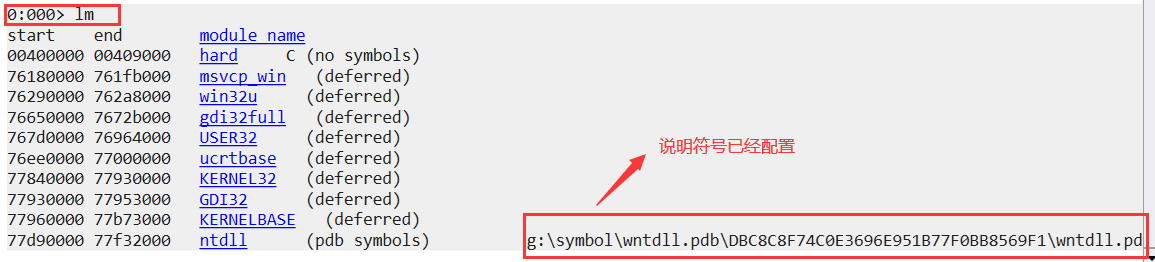 0:000> lm
start    end        module name
00400000 00409000   hard     C (no symbols)
76180000 761fb000   msvcp_win   (deferred)
76290000 762a8000   win32u     (deferred)
76650000 7672b000   gdi32full   (deferred)
767d0000 76964000   USER32     (deferred)
说明符号已经配置
76ee0000 77000000   ucrtbase   (deferred)
77840000 77930000   KERNEL32   (deferred)
77930000 77953000   GDI32      (deferred)
77960000 77b73000   KERNELBASE   (deferred)
77d90000 77f32000   ntdll      (pdb symbols)          g:\symbol\wntdll.pdb\DBC8C8F74C0E3696E951B77F0BB8569F1\wntdll.pd